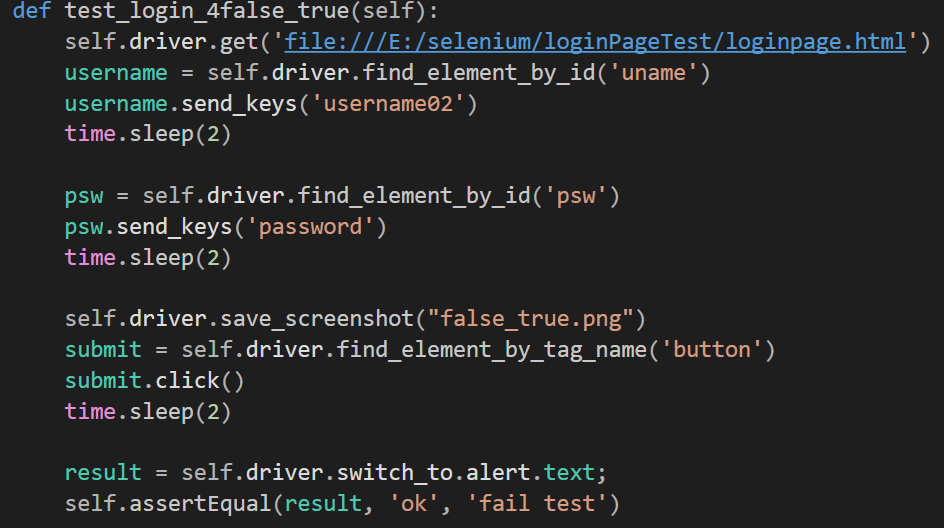 def test_login_4false_true(self):
    self.driver.get('file:///E:/selenium/loginPageTest/loginpage.html')
    username = self.driver.find_element_by_id('uname')
    username.send_keys('username02')
    time.sleep(2)

    psw = self.driver.find_element_by_id('psw')
    psw.send_keys('password')
    time.sleep(2)

    self.driver.save_screenshot("false_true.png")
    submit = self.driver.find_element_by_tag_name('button')
    submit.click()
    time.sleep(2)

    result = self.driver.switch_to.alert.text;
    self.assertEqual(result, 'ok', 'fail test')